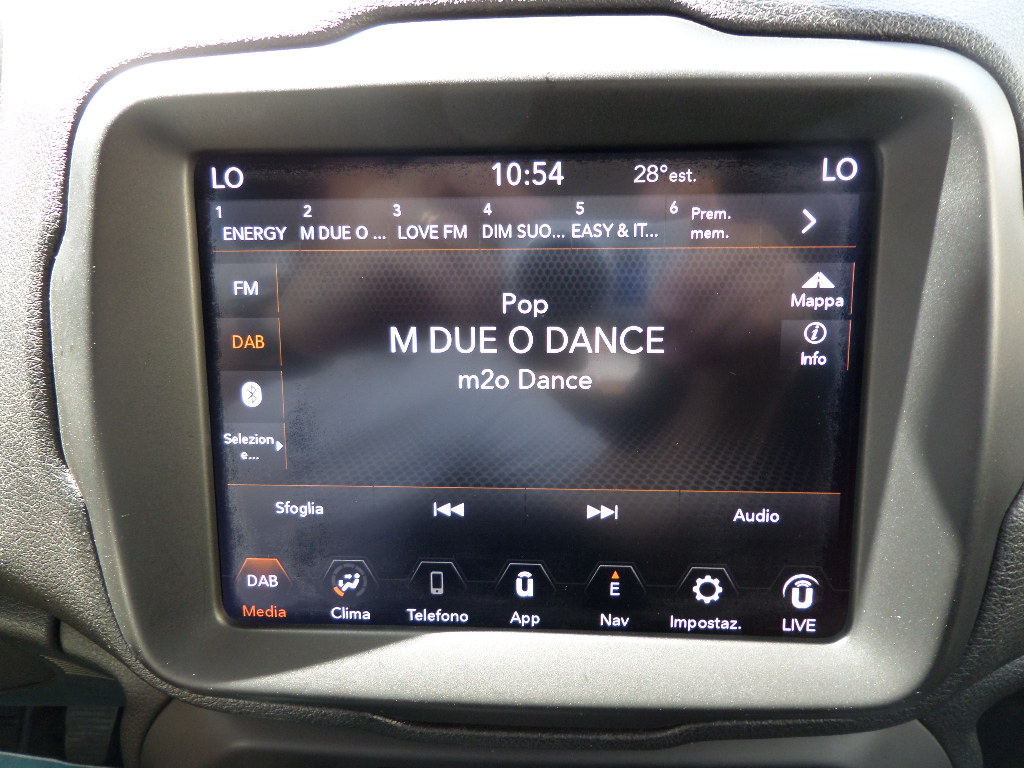 LO 10:54 28° est. LO
1 2 3 4 5 6 Prem.
ENERGY M DUE O ... LOVE FM DIM SUO... EASY & IT... mem.
FM
DAB
Selezion
e...
Pop
M DUE O DANCE
m2o Dance
Mappa
Info
Sfoglia Audio
DAB E
Media Clima Telefono App Nav Impostaz. LIVE